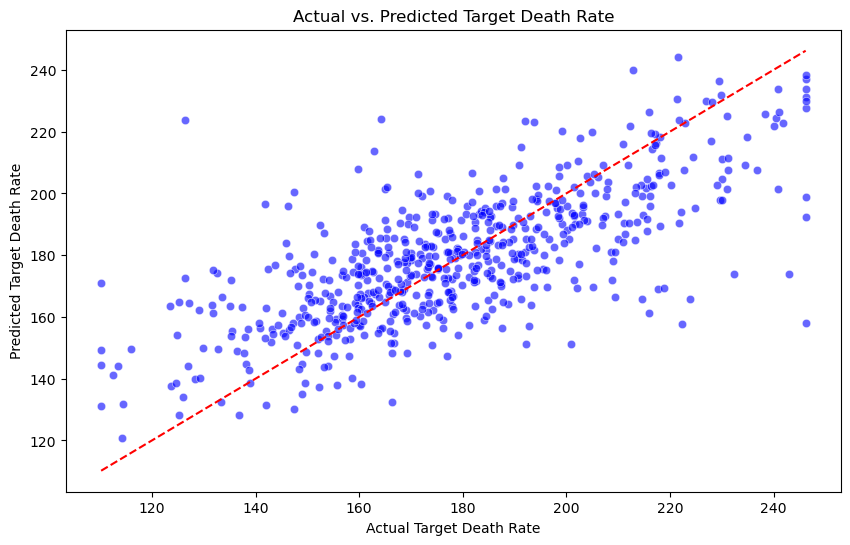 Actual vs. Predicted Target Death Rate
Predicted Target Death Rate
240
220
200
180
160
140
120
120 140 160 180 200 220 240
Actual Target Death Rate